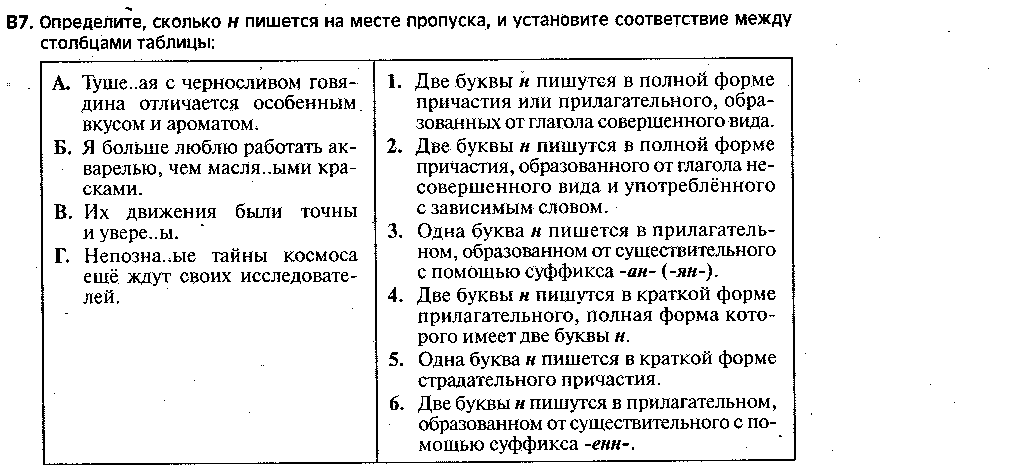 В7. Определите, сколько н пишется на месте пропуска, и установите соответствие между
столбцами таблицы:
А. Туше..ая с черносливом говя-
дина отличается особенным
вкусом и ароматом.
Б. Я больше люблю работать ак-
варелью, чем масля..ыми кра-
сками.
В. Их движения были точны
и увере..ы.
Г. Непозна..ые тайны космоса
ещё ждут своих исследовате-
лей.
1. Две буквы н пишутся в полной форме
причастия или прилагательного, обра-
зованных от глагола совершенного вида.
2. Две буквы н пишутся в полной форме
причастия, образованного от глагола не-
совершенного вида и употреблённого
с зависимым словом.
3. Одна буква н пишется в прилагатель-
ном, образованном от существительного
с помощью суффикса -ан- (-ян-).
4. Две буквы н пишутся в краткой форме
прилагательного, полная форма кото-
рого имеет две буквы н.
5. Одна буква н пишется в краткой форме
страдательного причастия.
6. Две буквы н пишутся в прилагательном,
образованном от существительного с по-
мощью суффикса -енн-.